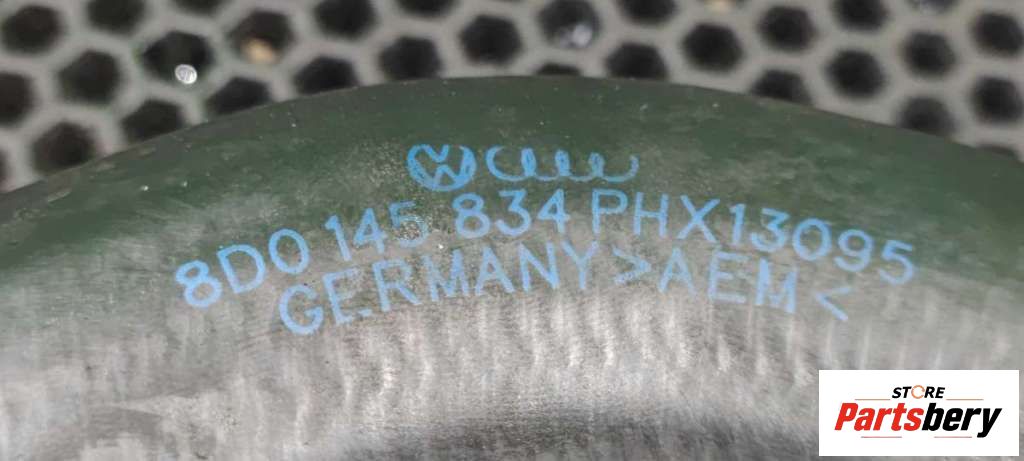 8D0 145 834 PHX13095
GERMANY >AEM<
STORE
Partsbery